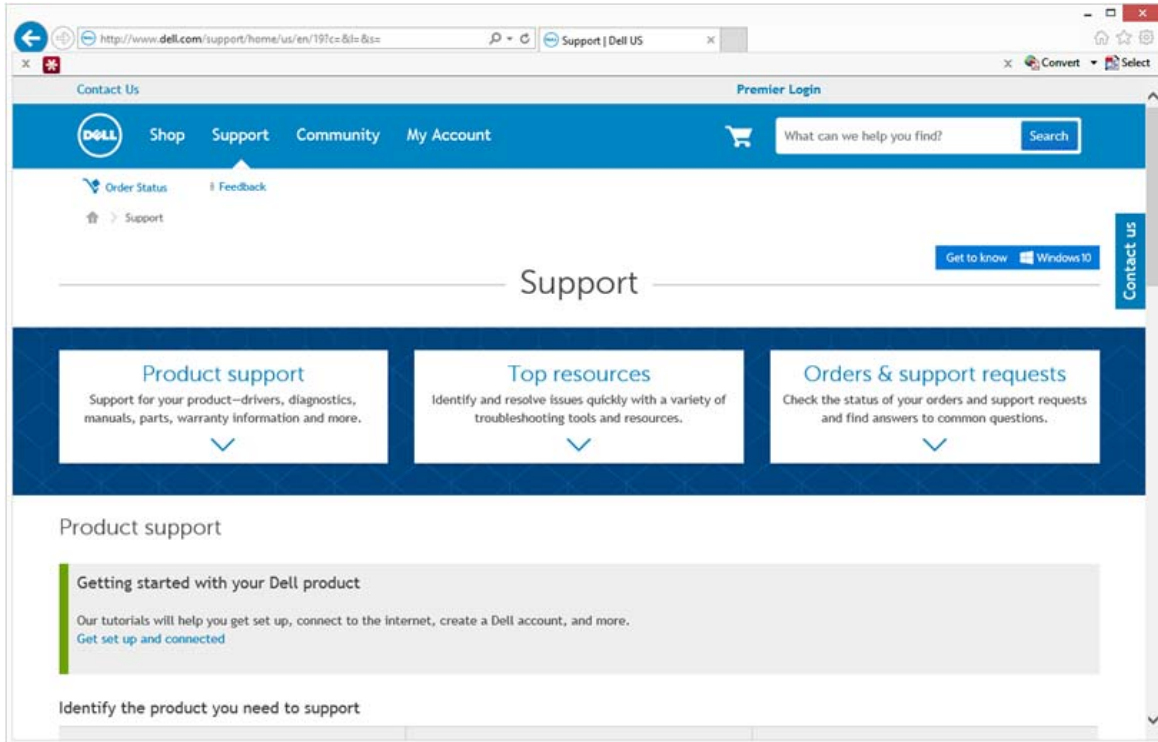 http://www.dell.com/support/home/us/en/19?c=&l=&s=
Support | Dell US
Convert
Select
Contact Us
Premier Login
DELL
Shop
Support
Community
My Account
What can we help you find?
Search
Order Status
Feedback
Support
Get to know Windows 10
Contact us
Support
Product support
Support for your product—drivers, diagnostics,
manuals, parts, warranty information and more.
Top resources
Identify and resolve issues quickly with a variety of
troubleshooting tools and resources.
Orders & support requests
Check the status of your orders and support requests
and find answers to common questions.
Product support
Getting started with your Dell product
Our tutorials will help you get set up, connect to the internet, create a Dell account, and more.
Get set up and connected
Identify the product you need to support